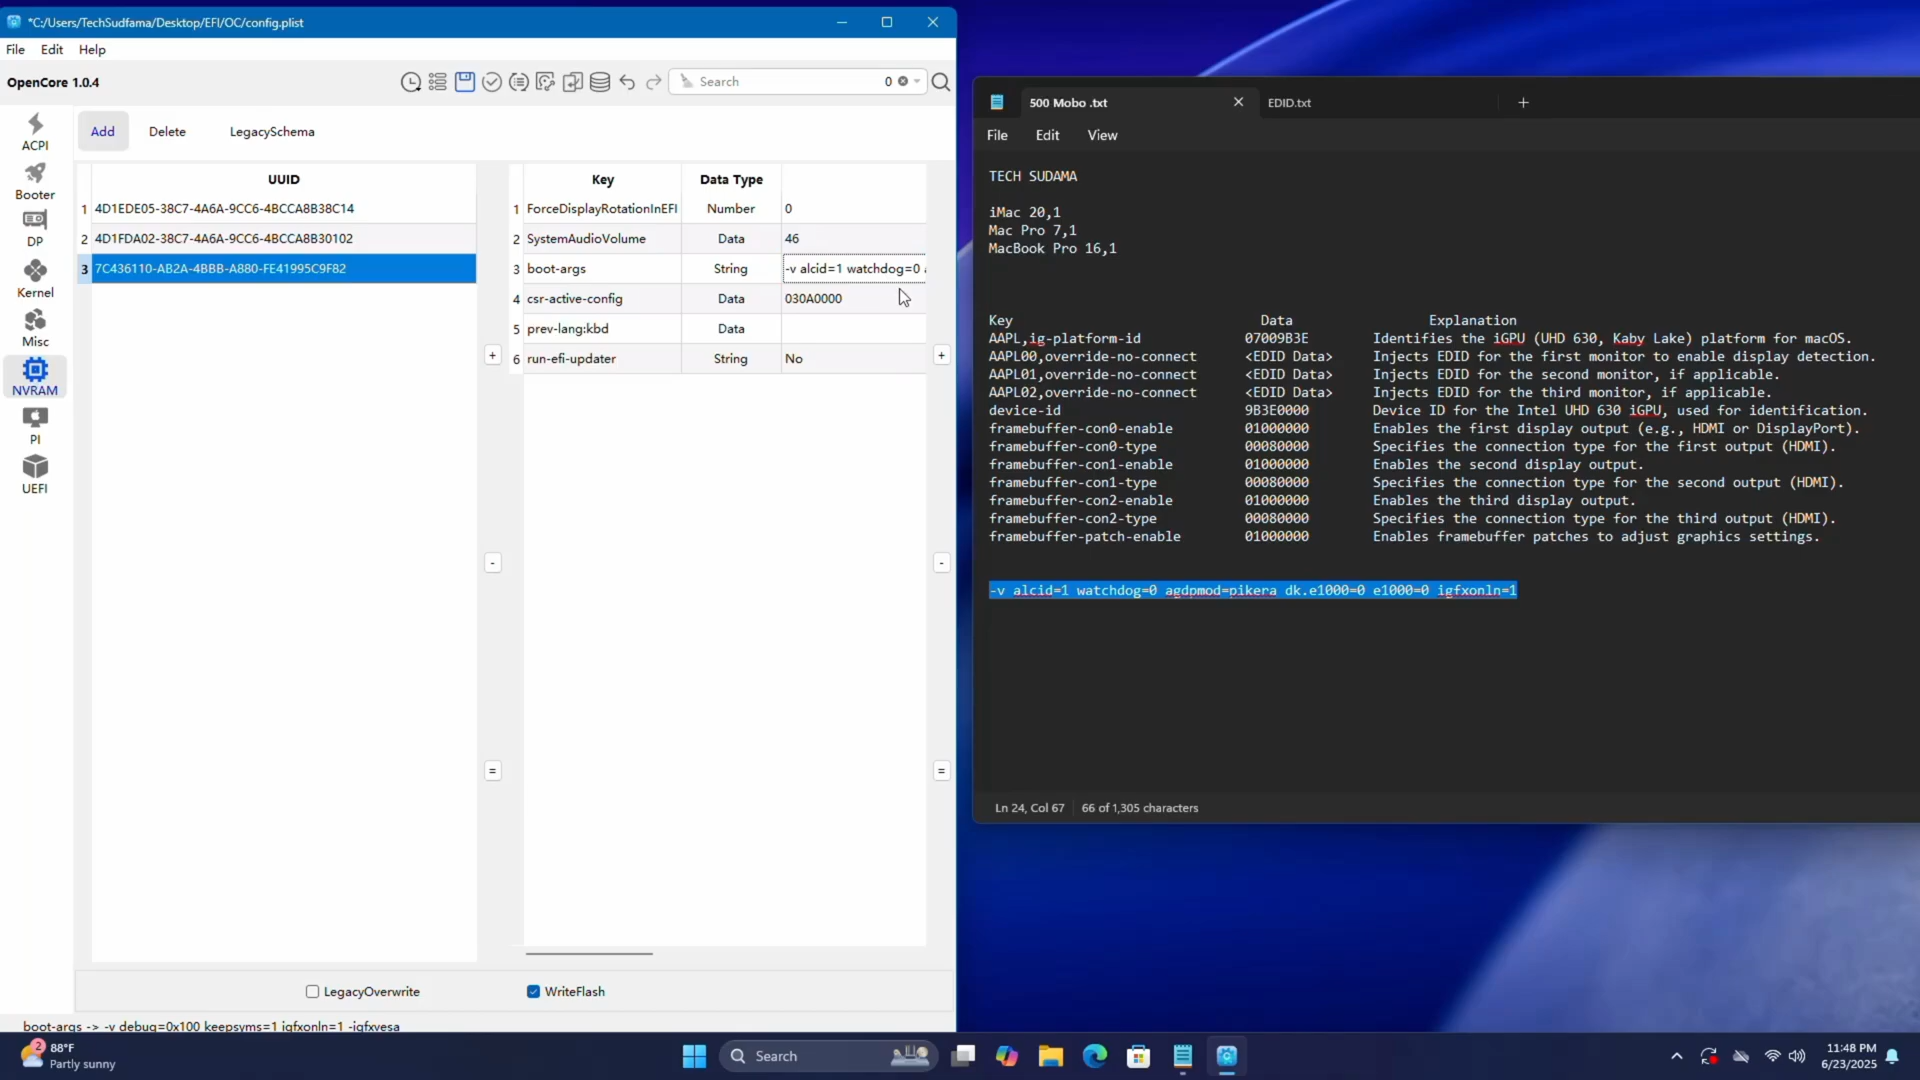 *C:/Users/TechSudfama/Desktop/EFI/OC/config.plist
File Edit Help
OpenCore 1.0.4
Search 0
ACPI
Booter
DP
Kernel
Misc
NVRAM
PI
UEFI
Add Delete LegacySchema
UUID
1 4D1EDE05-38C7-4A6A-9CC6-4BCCA8B38C14
2 4D1FDA02-38C7-4A6A-9CC6-4BCCA8B30102
3 7C436110-AB2A-4BBB-A880-FE41995C9F82
Key Data Type
1 ForceDisplayRotationInEFI Number 0
2 SystemAudioVolume Data 46
3 boot-args String -v alcid=1 watchdog=0
4 csr-active-config Data 030A0000
5 prev-lang:kbd Data
6 run-efi-updater String No
+ +
- -
= =
LegacyOverwrite WriteFlash
boot-args -> -v debug=0x100 keepsyms=1 igfxonln=1 -igfxvesa
500 Mobo .txt EDID.txt
File Edit View
TECH SUDAMA
iMac 20,1
Mac Pro 7,1
MacBook Pro 16,1
Key Data Explanation
AAPL,ig-platform-id 07009B3E Identifies the iGPU (UHD 630, Kaby Lake) platform for macOS.
AAPL00,override-no-connect <EDID Data> Injects EDID for the first monitor to enable display detection.
AAPL01,override-no-connect <EDID Data> Injects EDID for the second monitor, if applicable.
AAPL02,override-no-connect <EDID Data> Injects EDID for the third monitor, if applicable.
device-id 9B3E0000 Device ID for the Intel UHD 630 iGPU, used for identification.
framebuffer-con0-enable 01000000 Enables the first display output (e.g., HDMI or DisplayPort).
framebuffer-con0-type 00080000 Specifies the connection type for the first output (HDMI).
framebuffer-con1-enable 01000000 Enables the second display output.
framebuffer-con1-type 00080000 Specifies the connection type for the second output (HDMI).
framebuffer-con2-enable 01000000 Enables the third display output.
framebuffer-con2-type 00080000 Specifies the connection type for the third output (HDMI).
framebuffer-patch-enable 01000000 Enables framebuffer patches to adjust graphics settings.
-v alcid=1 watchdog=0 agdpmod=pikera dk.e1000=0 e1000=0 igfxonln=1
Ln 24, Col 67 66 of 1,305 characters
2
88°F
Partly sunny
Search
11:48 PM
6/23/2025